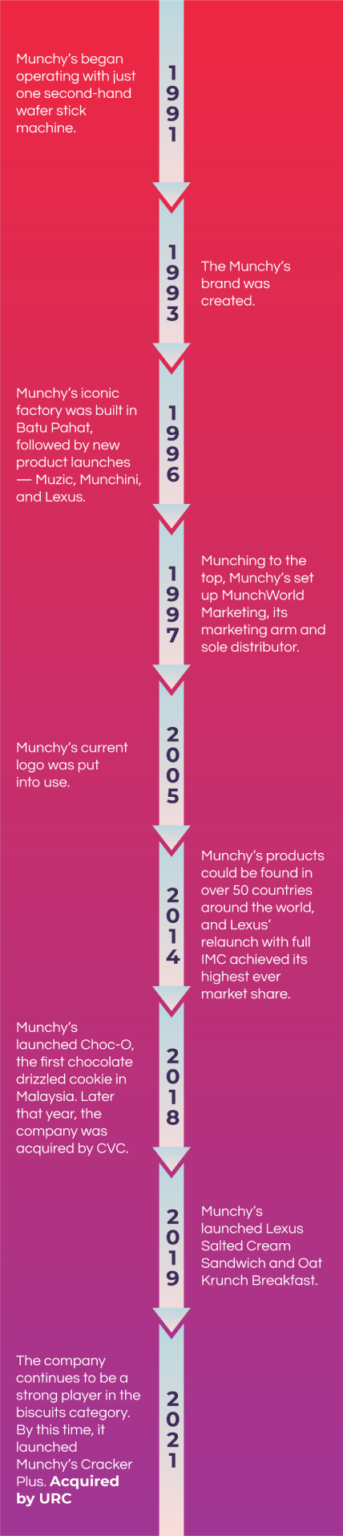 Munchy's began
operating with just
one second-hand
wafer stick
machine.
1991
1993
The Munchy's
brand was
created.
Munchy's iconic
factory was built in
Batu Pahat,
followed by new
product launches
— Muzic, Munchini,
and Lexus.
1996
1997
Munching to the
top, Munchy's set
up MunchWorld
Marketing, its
marketing arm and
sole distributor.
Munchy's current
logo was put
into use.
2005
2014
Munchy's products
could be found in
over 50 countries
around the world,
and Lexus'
relaunch with full
IMC achieved its
highest ever
market share.
Munchy's
launched Choc-O,
the first chocolate
drizzled cookie in
Malaysia. Later
that year, the
company was
acquired by CVC.
2018
2019
Munchy's
launched Lexus
Salted Cream
Sandwich and Oat
Krunch Breakfast.
The company
continues to be a
strong player in the
biscuits category.
By this time, it
launched
Munchy's Cracker
Plus. Acquired
by URC
2021